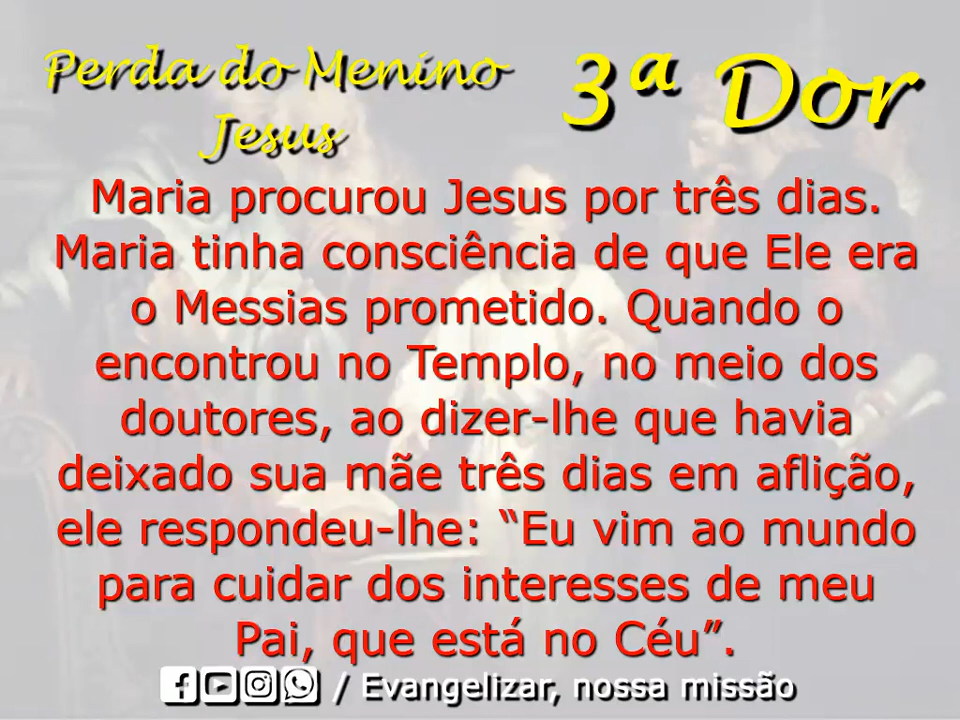 Perda do Menino
Jesus
3ª Dor
Maria procurou Jesus por três dias.
Maria tinha consciência de que Ele era
o Messias prometido. Quando o
encontrou no Templo, no meio dos
doutores, ao dizer-lhe que havia
deixado sua mãe três dias em aflição,
ele respondeu-lhe: “Eu vim ao mundo
para cuidar dos interesses de meu
Pai, que está no Céu”.
/ Evangelizar, nossa missão